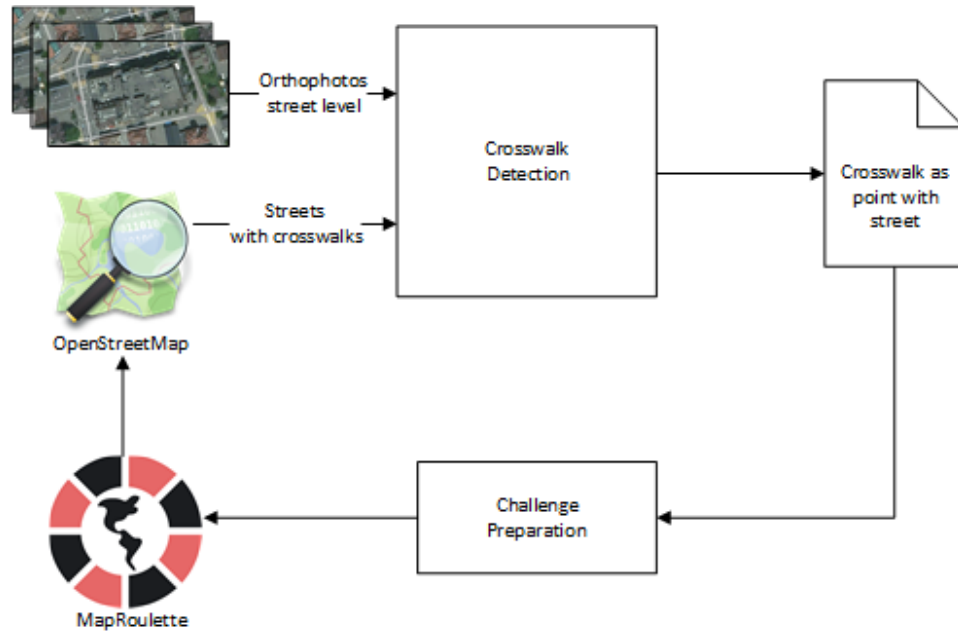 Orthophotos
street level
Crosswalk
Detection
Crosswalk as
point with
street
Streets
with crosswalks
OpenStreetMap
Challenge
Preparation
MapRoulette